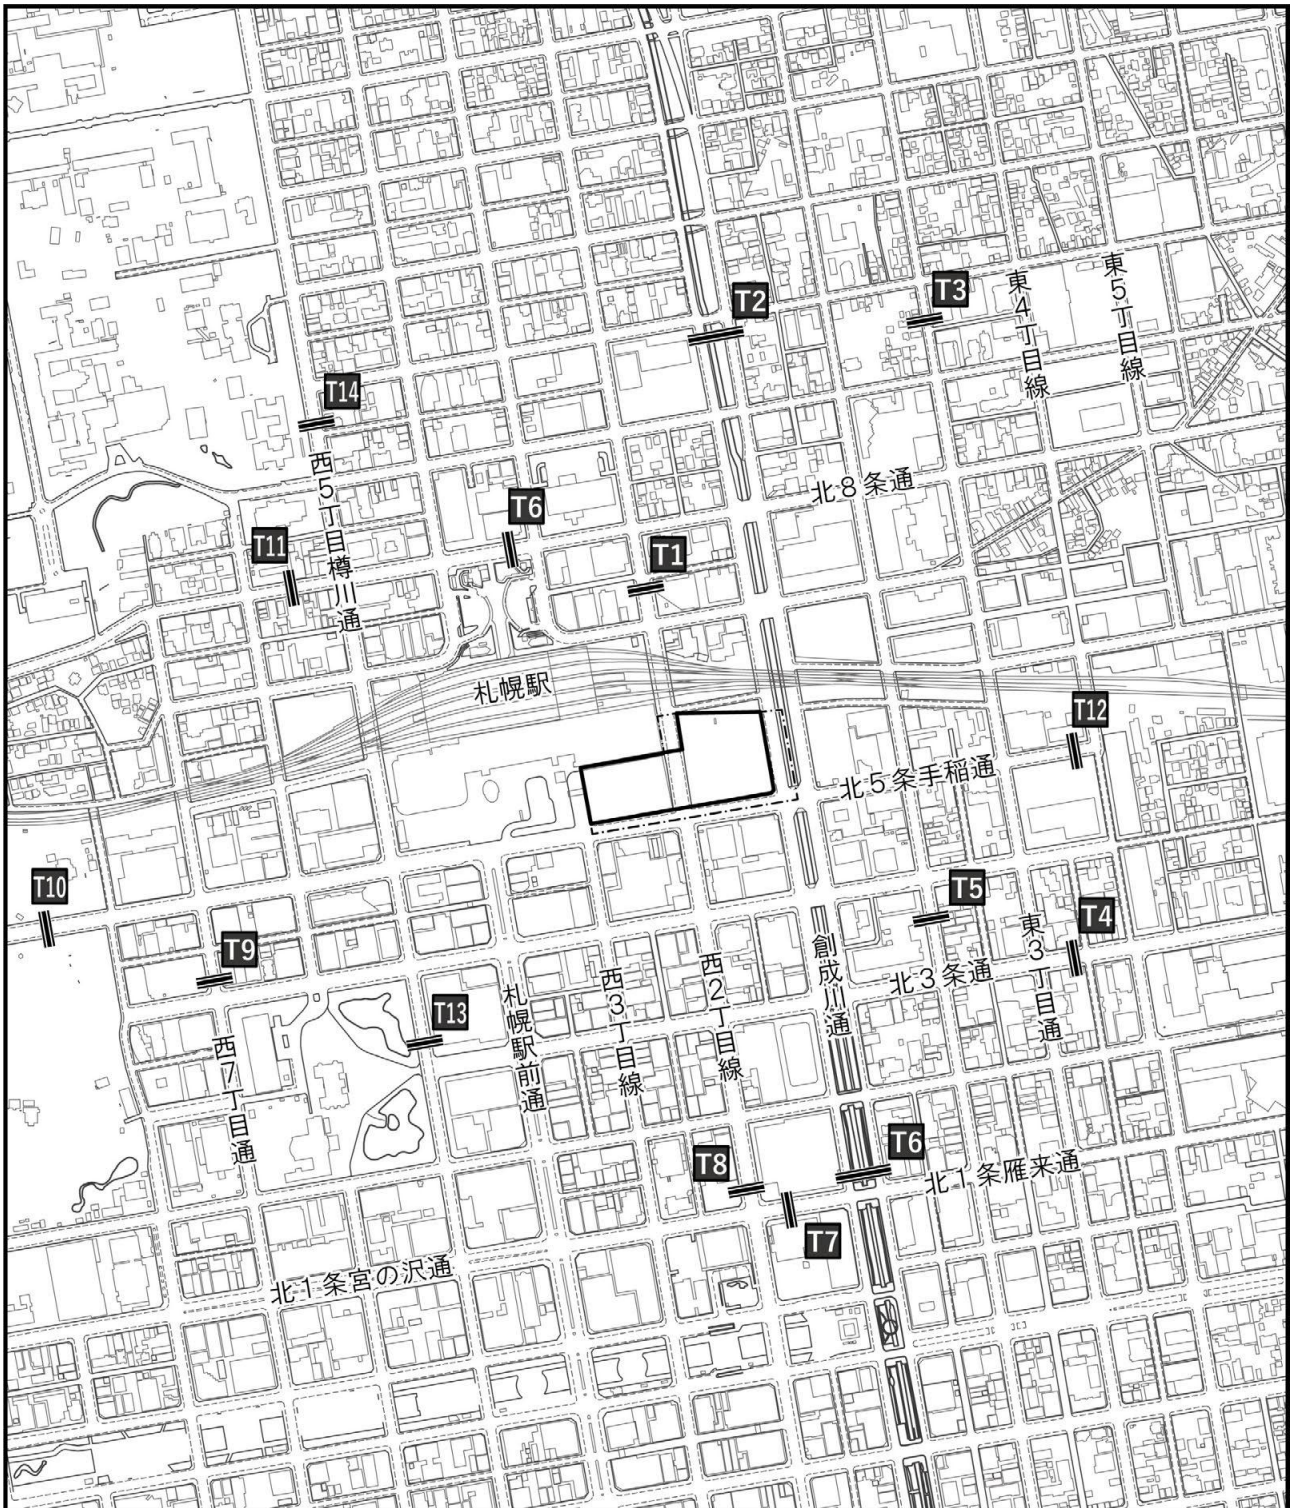 T2
T3
東4丁目線
東5丁目線
T14
西5丁目樽川通
北8条通
T6
T11
T1
札幌駅
T12
北5条手稲通
T10
T5
T9
T4
創成川通
北3条通
東3丁目通
西2丁目線
西3丁目線
札幌駅前通
T13
西7丁目通
T6
T8
北1条雁来通
T7
北1条宮の沢通